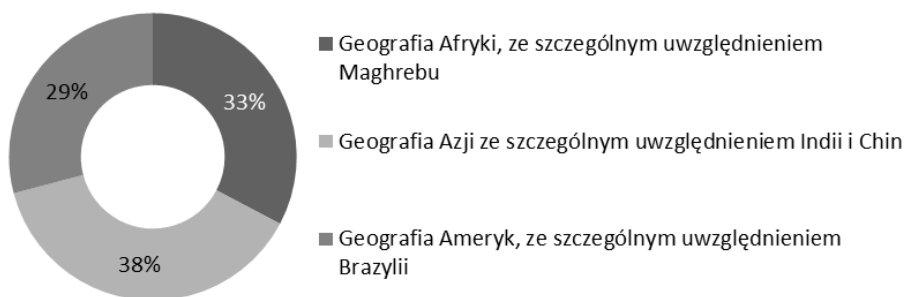 29%
33%
38%
Geografia Afryki, ze szczególnym uwzględnieniem
Maghrebu
Geografia Azji ze szczególnym uwzględnieniem Indii i Chin
Geografia Ameryk, ze szczególnym uwzględnieniem
Brazylii